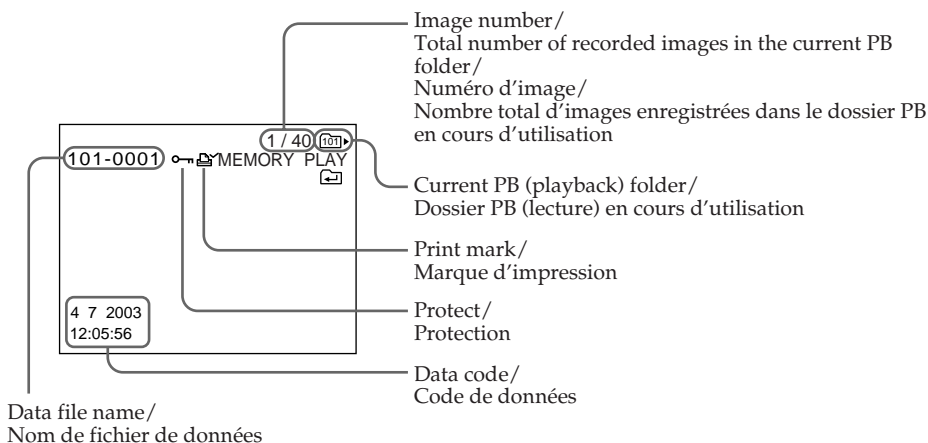 Image number/
Total number of recorded images in the current PB
folder/
Numéro d'image/
Nombre total d'images enregistrées dans le dossier PB
en cours d'utilisation
1 / 40 101
101-0001 MEMORY PLAY
Current PB (playback) folder/
Dossier PB (lecture) en cours d'utilisation
Print mark/
Marque d'impression
Protect/
Protection
4 7 2003
12:05:56
Data code/
Code de données
Data file name/
Nom de fichier de données